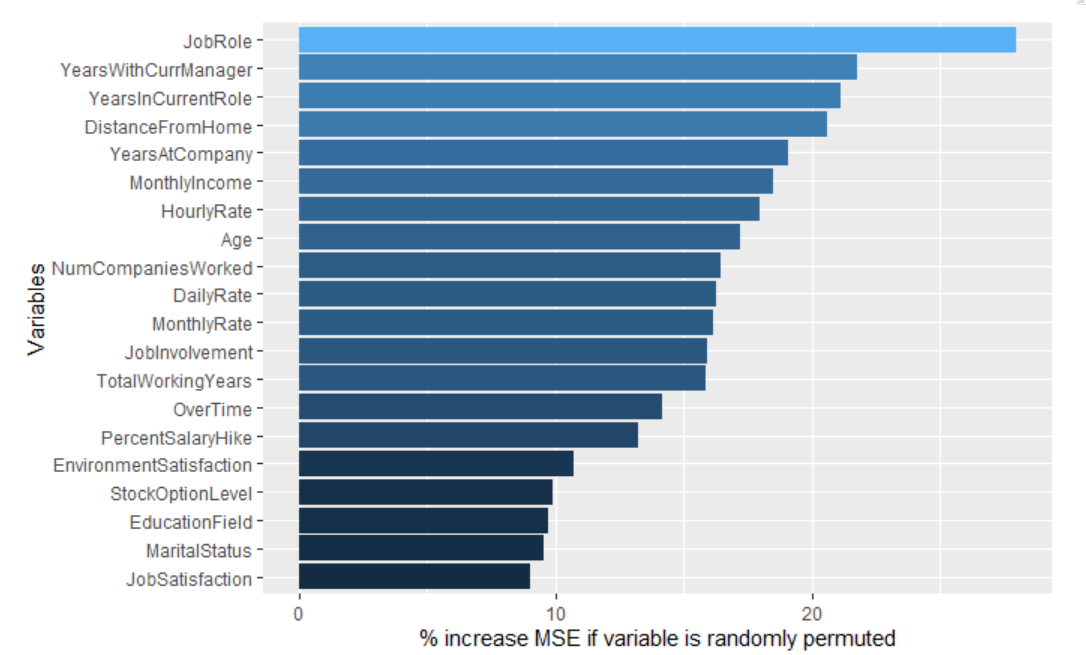 JobRole
YearsWithCurrManager
YearsInCurrentRole
DistanceFromHome
YearsAtCompany
MonthlyIncome
HourlyRate
Age
NumCompaniesWorked
DailyRate
MonthlyRate
JobInvolvement
TotalWorkingYears
OverTime
PercentSalaryHike
EnvironmentSatisfaction
StockOptionLevel
EducationField
MaritalStatus
JobSatisfaction
Variables
0 10 20
% increase MSE if variable is randomly permuted